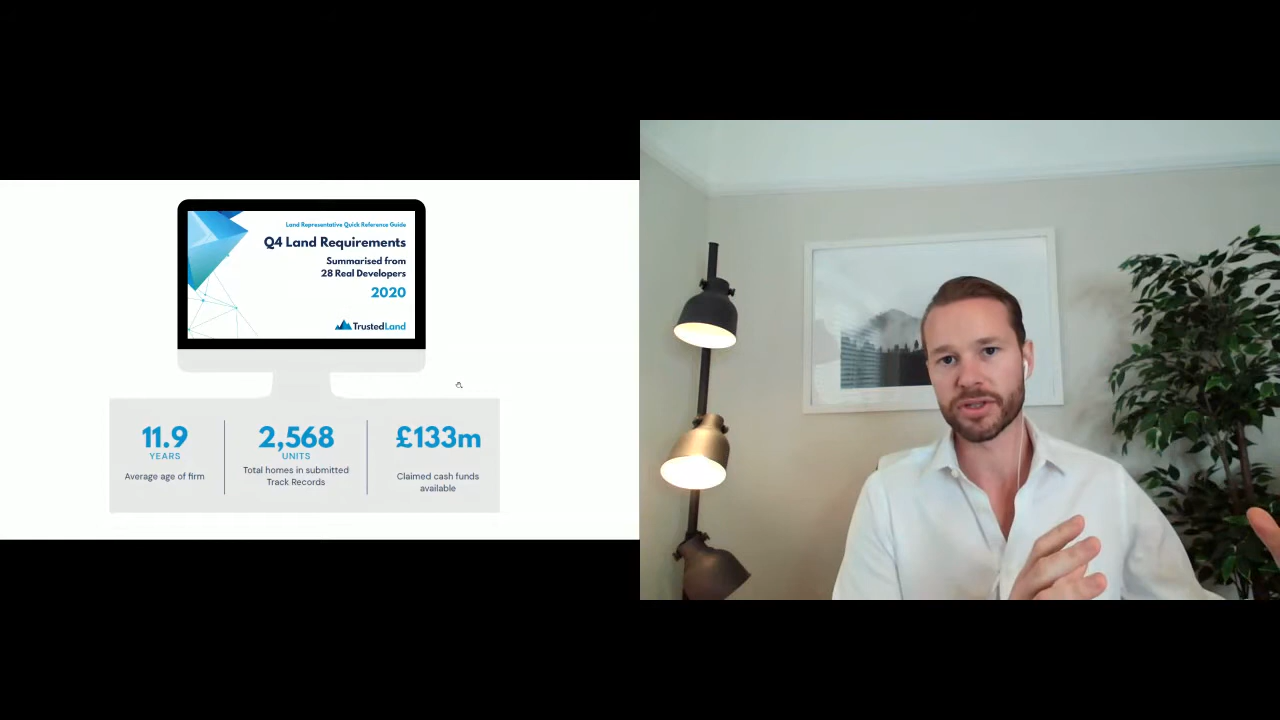 Land Representative Quick Reference Guide
Q4 Land Requirements
Summarised from
28 Real Developers
2020
TrustedLand
11.9
YEARS
Average age of firm
2,568
UNITS
Total homes in submitted
Track Records
£133m
Claimed cash funds
available